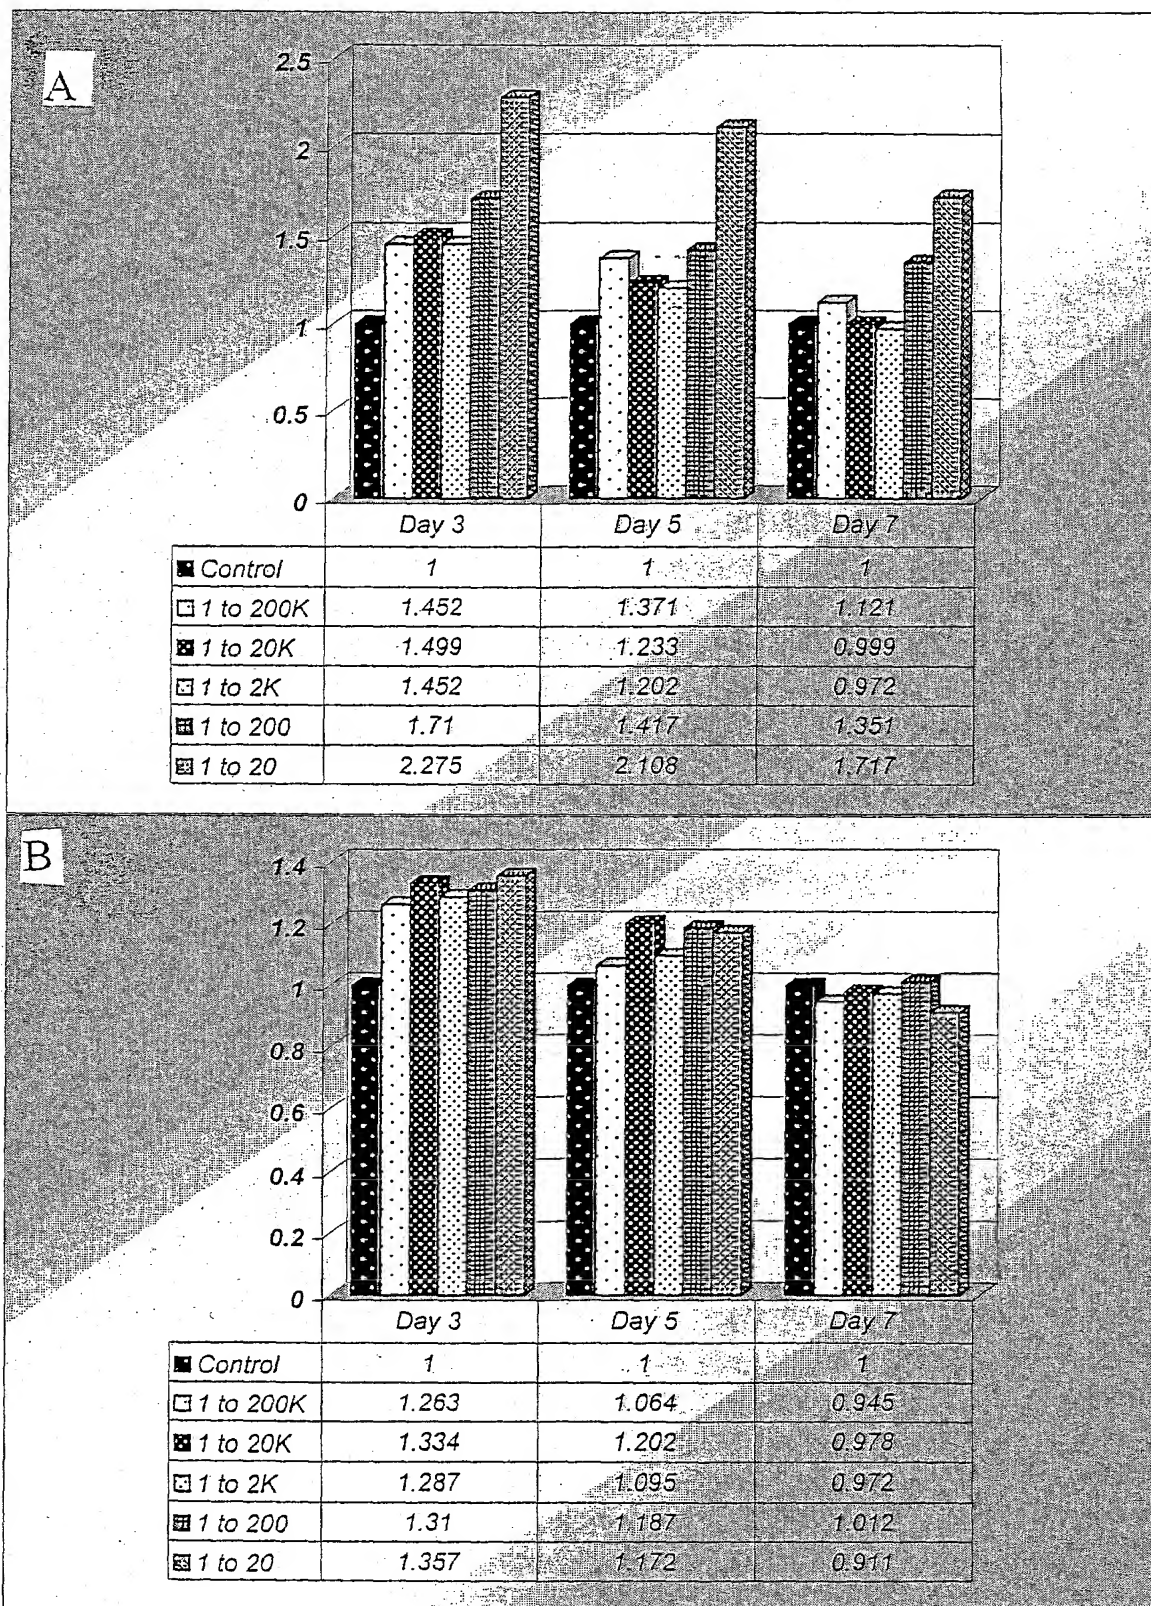 A
2.5
2
1.5
1
0.5
0
Day 3 Day 5 Day 7
Control 1 1 1
1 to 200K 1.452 1.371 1.121
1 to 20K 1.499 1.233 0.999
1 to 2K 1.452 1.202 0.972
1 to 200 1.71 1.417 1.351
1 to 20 2.275 2.108 1.717
B
1.4
1.2
1
0.8
0.6
0.4
0.2
0
Day 3 Day 5 Day 7
Control 1 1 1
1 to 200K 1.263 1.064 0.945
1 to 20K 1.334 1.202 0.978
1 to 2K 1.287 1.095 0.972
1 to 200 1.31 1.187 1.012
1 to 20 1.357 1.172 0.911